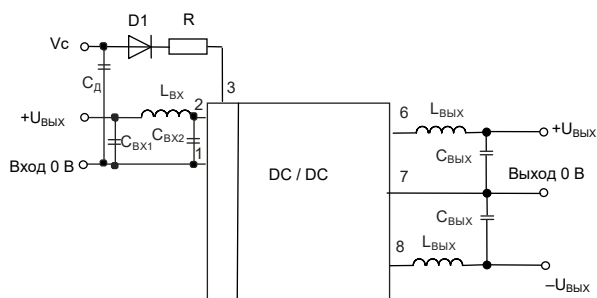 D1
R
Vc
3
CД
LВХ
2
6
LВЫХ
+UВЫХ
+UВЫХ
CВХ1
CВХ2
1
CВЫХ
Вход 0 В
DC / DC
7
Выход 0 В
CВЫХ
8
LВЫХ
–UВЫХ